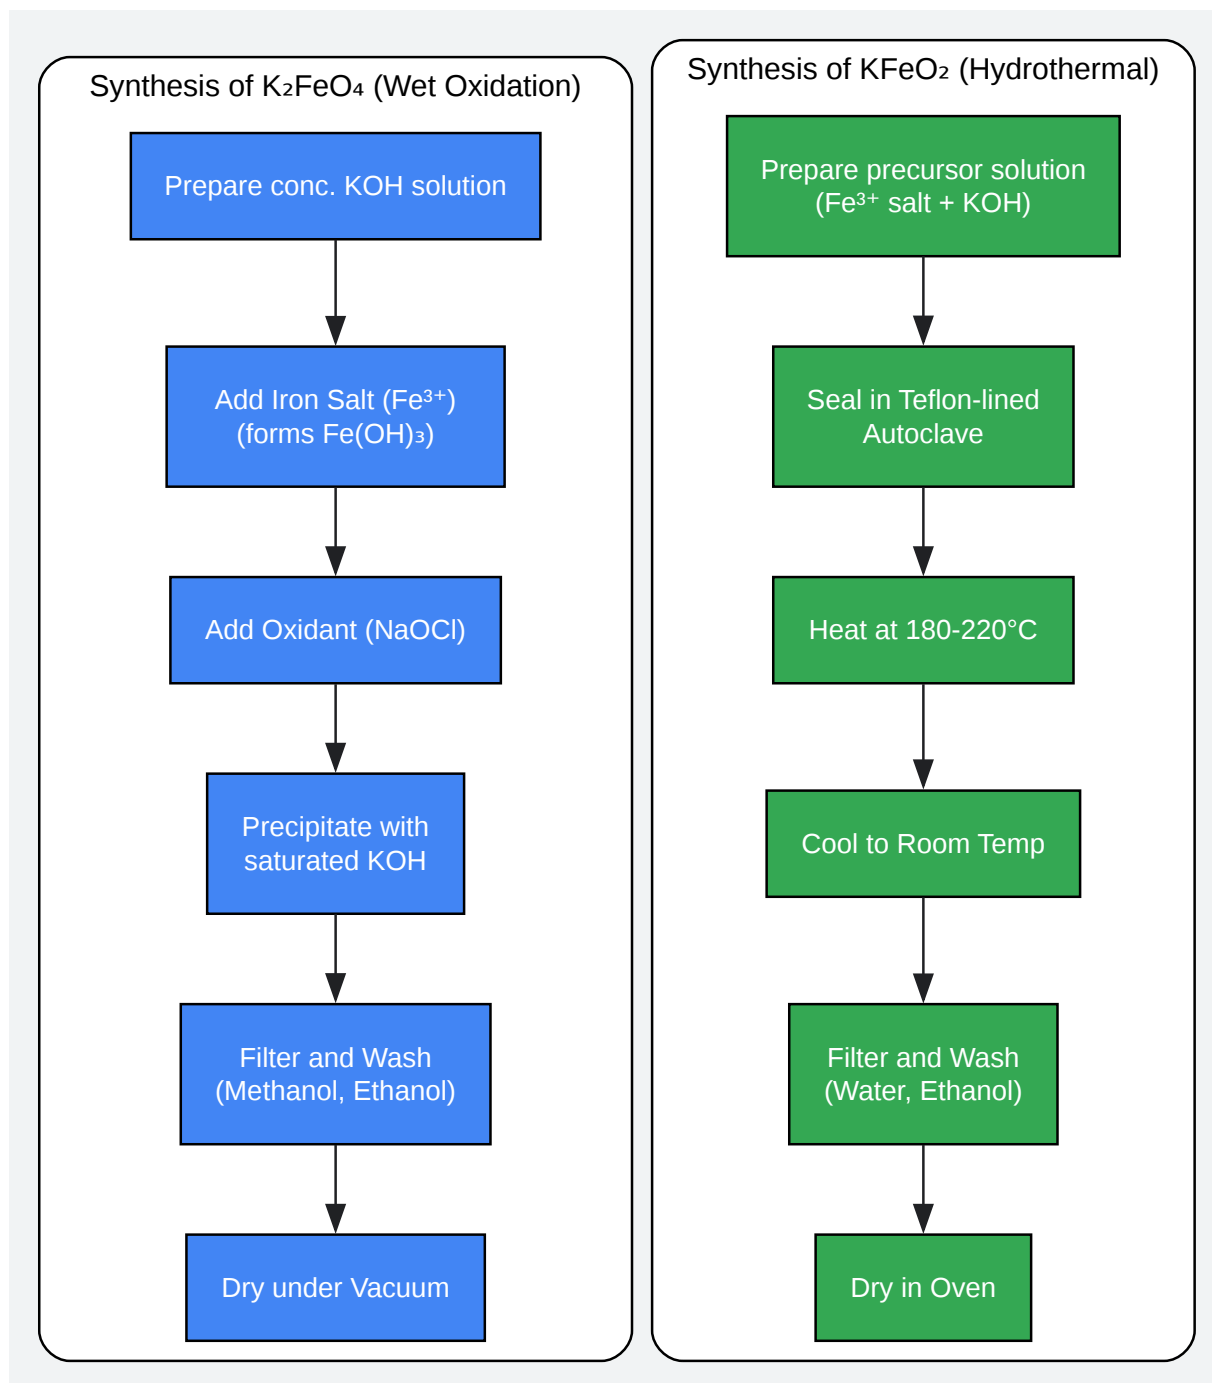 Synthesis of K₂FeO₄ (Wet Oxidation)
Prepare conc. KOH solution
Add Iron Salt (Fe³⁺)
(forms Fe(OH)₃)
Add Oxidant (NaOCl)
Precipitate with
saturated KOH
Filter and Wash
(Methanol, Ethanol)
Dry under Vacuum
Synthesis of KFeO₂ (Hydrothermal)
Prepare precursor solution
(Fe³⁺ salt + KOH)
Seal in Teflon-lined
Autoclave
Heat at 180-220°C
Cool to Room Temp
Filter and Wash
(Water, Ethanol)
Dry in Oven